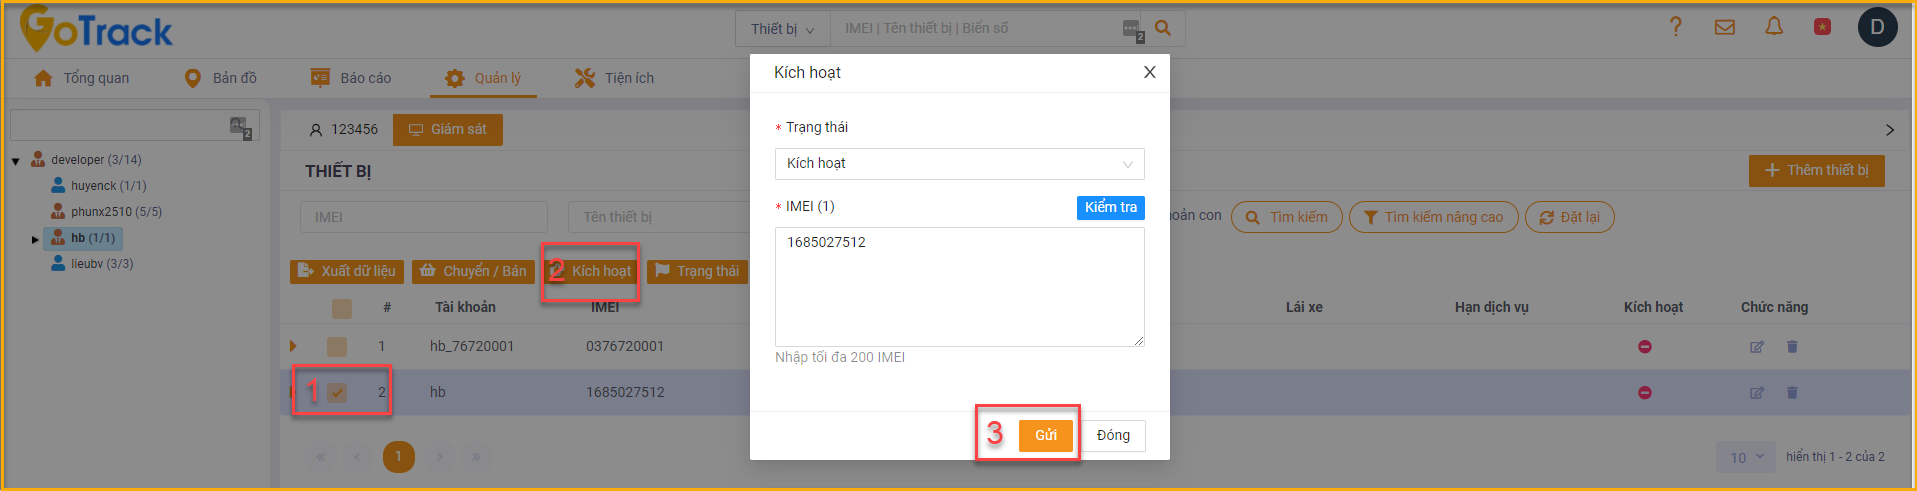 GoTrack
Thiết bị IMEI | Tên thiết bị | Biển số 2 D
Tổng quan Bản đồ Báo cáo Quản lý Tiện ích
2
123456 Giám sát
developer (3/14)
huyenck (1/1)
phunx2510 (5/5)
hb (1/1)
lieubv (3/3)
THIẾT BỊ
Thêm thiết bị
IMEI Tên thiết bị khoản con Tìm kiếm Tìm kiếm nâng cao Đặt lại
Xuất dữ liệu Chuyển / Bán 2 Kích hoạt Trạng thái
# Tài khoản IMEI Lái xe Hạn dịch vụ Kích hoạt Chức năng
1 hb_76720001 0376720001
1 2 hb 1685027512
« ‹ 1 › »
10 hiển thị 1 - 2 của 2
Kích hoạt X
* Trạng thái
Kích hoạt
* IMEI (1) Kiểm tra
1685027512
Nhập tối đa 200 IMEI
3 Gửi Đóng